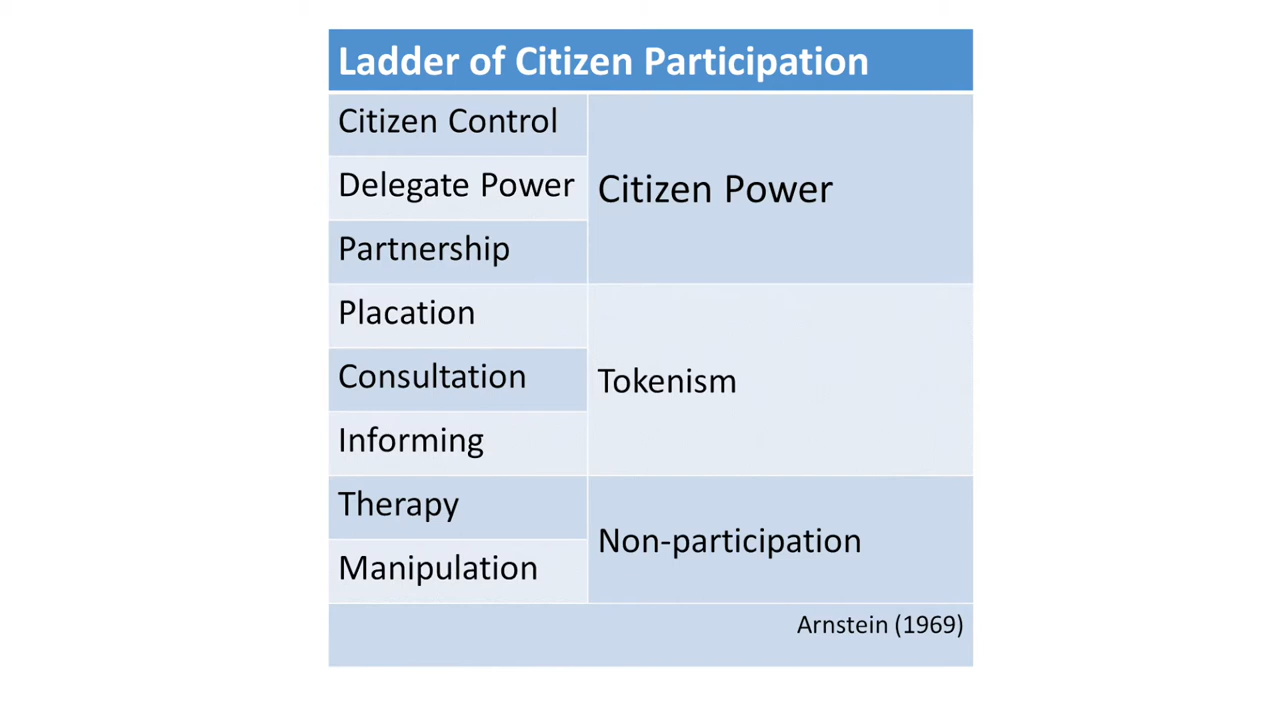 Ladder of Citizen Participation
Citizen Control
Delegate Power
Partnership
Citizen Power
Placation
Consultation
Informing
Tokenism
Therapy
Manipulation
Non-participation
Arnstein (1969)